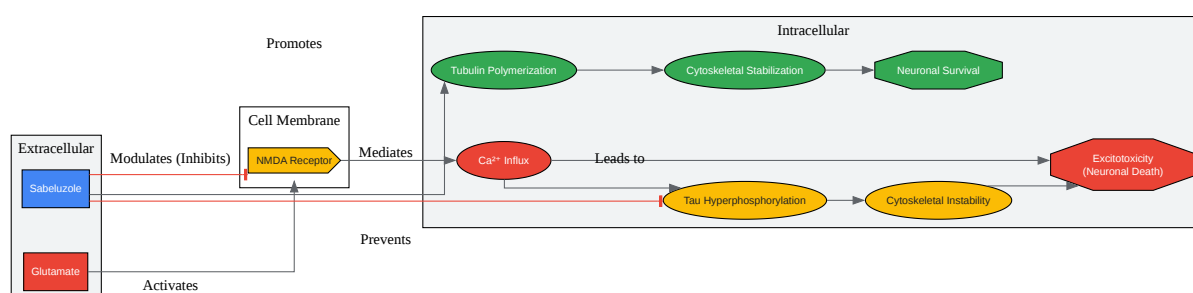 Intracellular
Promotes
Tubulin Polymerization
Cytoskeletal Stabilization
Neuronal Survival
Cell Membrane
Extracellular
Modulates (Inhibits)
NMDA Receptor
Mediates
Ca²⁺ Influx
Leads to
Excitotoxicity
(Neuronal Death)
Sabeluzole
Tau Hyperphosphorylation
Cytoskeletal Instability
Prevents
Glutamate
Activates